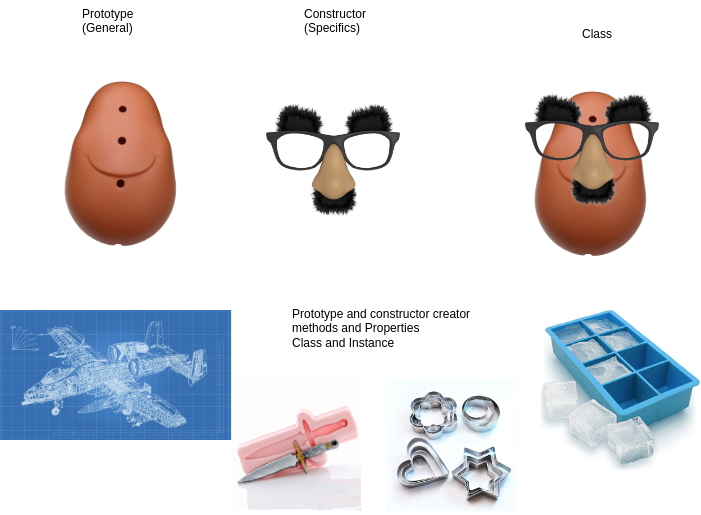 Prototype
(General)
Constructor
(Specifics)
Class
Prototype and constructor creator
methods and Properties
Class and Instance